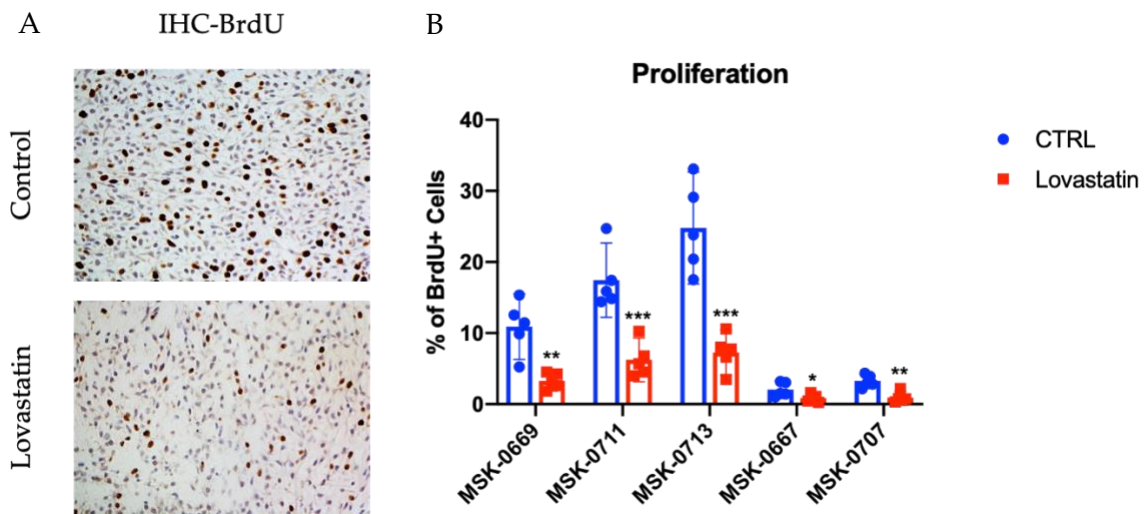 A
IHC-BrdU
Control
Lovastatin
B
Proliferation
% of BrdU+ Cells
40
30
20
10
0
***
***
**
*
**
MSK-0669
MSK-0711
MSK-0713
MSK-0667
MSK-0707
CTRL
Lovastatin